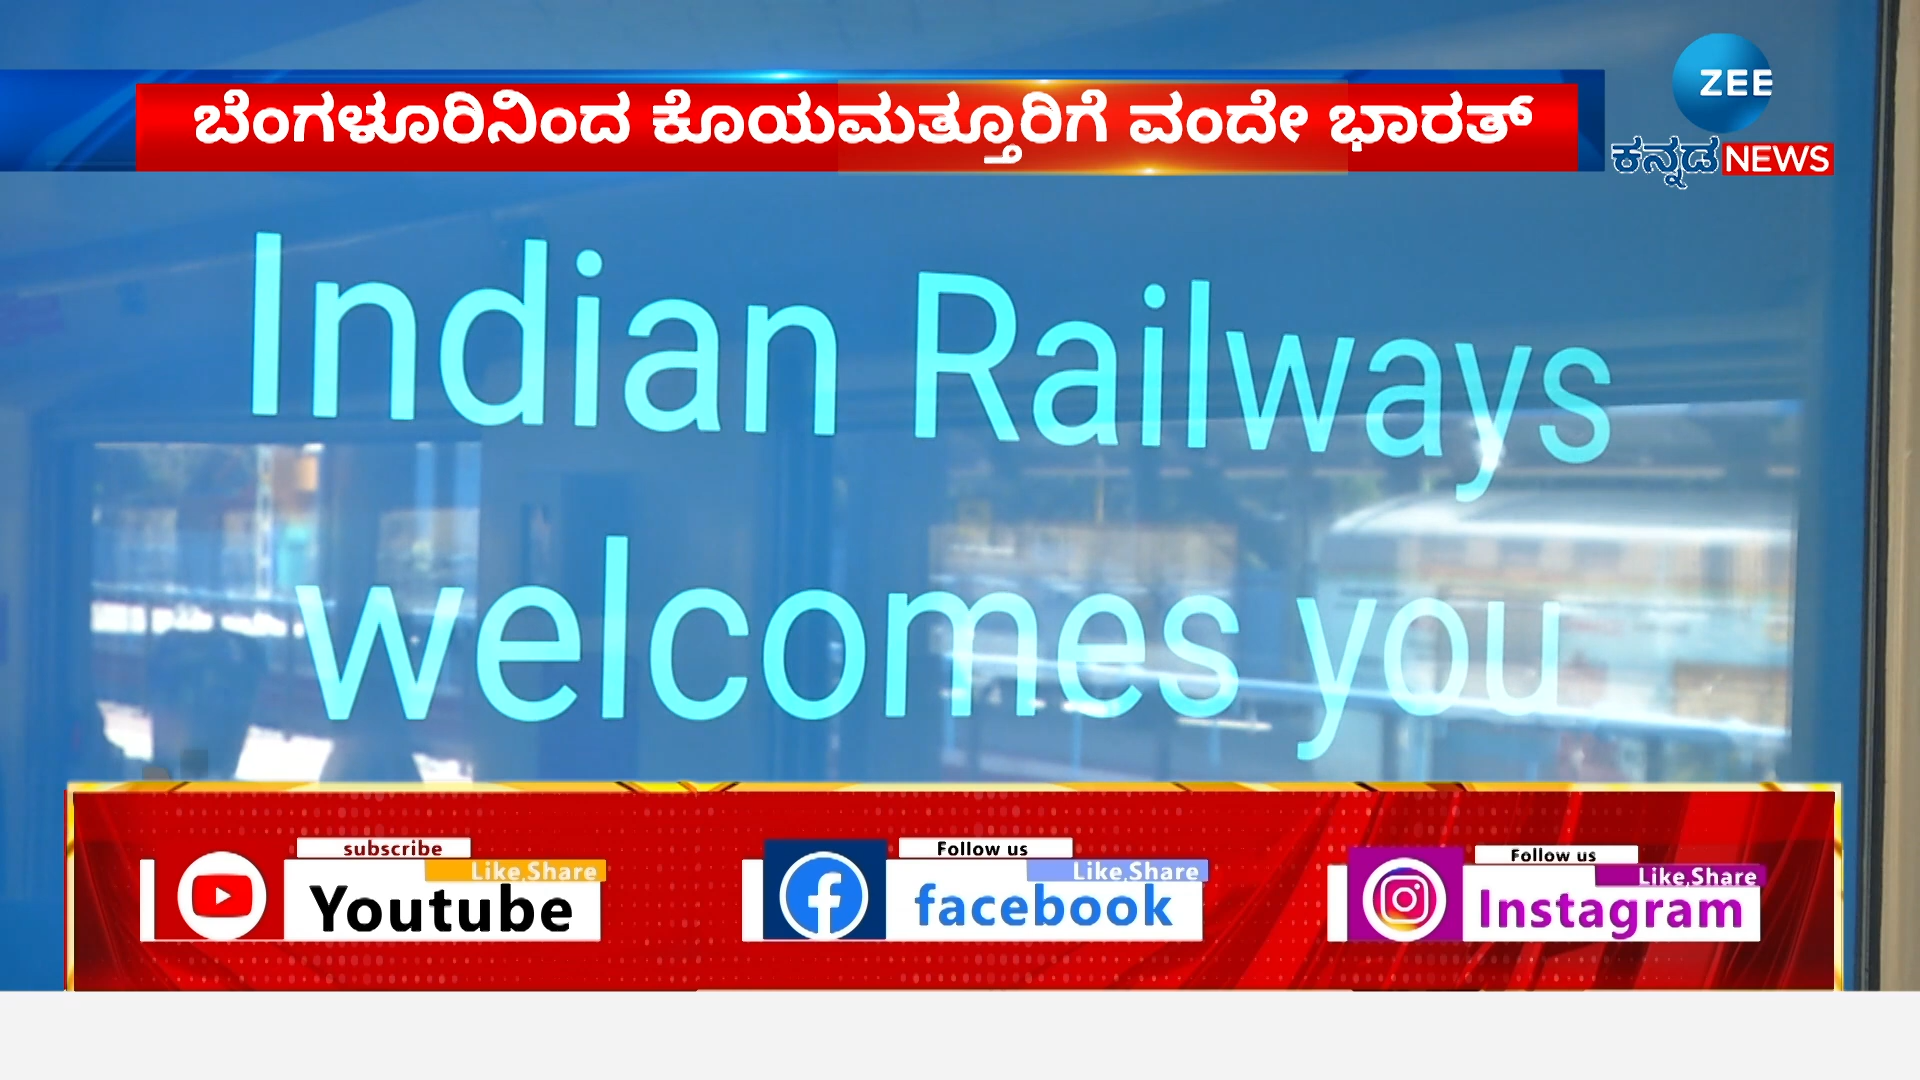 ಬೆಂಗಳೂರಿನಿಂದ ಕೊಯಮತ್ತೂರಿಗೆ ವಂದೇ ಭಾರತ್
ZEE
ಕನ್ನಡ NEWS
Indian Railways
welcomes you
subscribe
Like,Share
Youtube
Follow us
Like,Share
facebook
Follow us
Like,Share
Instagram